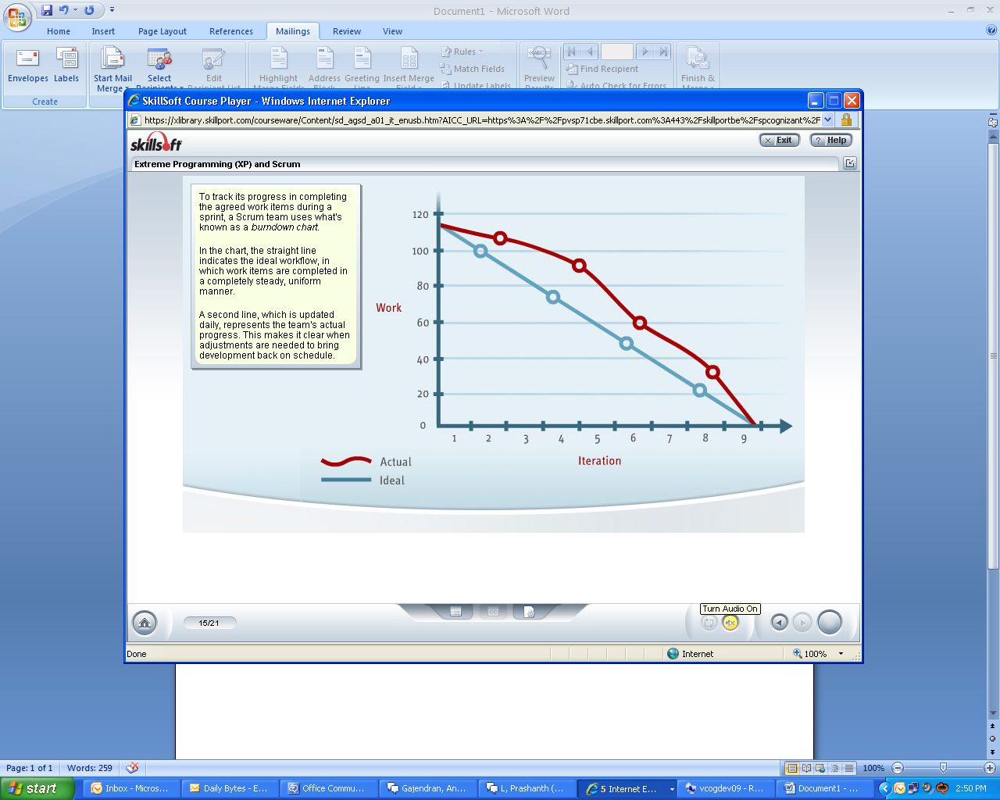 Document1 - Microsoft Word
Home Insert Page Layout References Mailings Review View
Envelopes Labels Start Mail Merge Select Recipients Edit Recipient List Highlight Merge Fields Address Block Greeting Line Insert Merge Field Rules Match Fields Update Labels Preview Results Find Recipient Auto Check for Errors Finish & Merge
Create
SkillSoft Course Player - Windows Internet Explorer
https://xlibrary.skillport.com/courseware/Content/sd_agsd_a01_it_enusb.htm?AICC_URL=https%3A%2F%2Fpvsp71cbe.skillport.com%3A443%2Fskillportbe%2Fspcognizant%2F
skillsoft
Exit
? Help
Extreme Programming (XP) and Scrum
To track its progress in completing
the agreed work items during a
sprint, a Scrum team uses what's
known as a burndown chart.
In the chart, the straight line
indicates the ideal workflow, in
which work items are completed in
a completely steady, uniform
manner.
A second line, which is updated
daily, represents the team's actual
progress. This makes it clear when
adjustments are needed to bring
development back on schedule.
120
100
80
Work
60
40
20
0
1 2 3 4 5 6 7 8 9
Iteration
Actual
Ideal
Turn Audio On
15/21
Done
Internet
100%
Page: 1 of 1 Words: 259
100%
start
Inbox - Micros...
Daily Bytes - E...
Office Commu...
Gajendran, An...
L, Prashanth (...
5 Internet E...
vcogdev09 - R...
Document1 - ...
2:50 PM